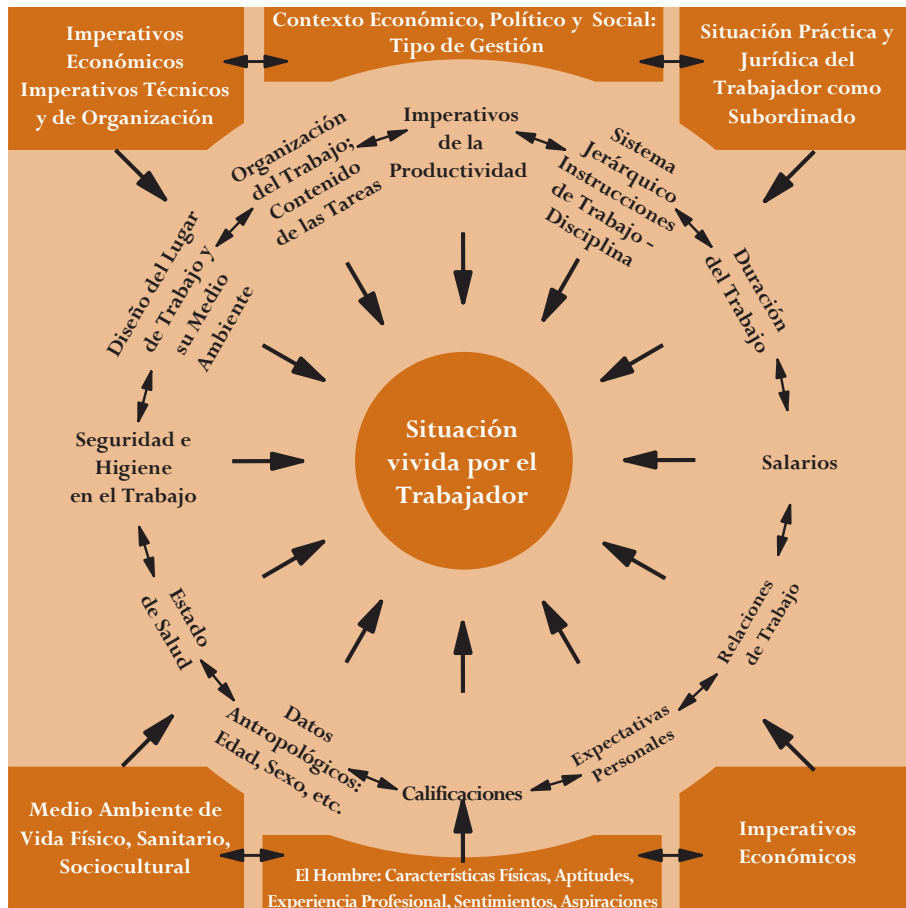 Imperativos
Económicos
Imperativos Técnicos
y de Organización
Contexto Económico, Político y Social:
Tipo de Gestión
Situación Práctica y
Jurídica del
Trabajador como
Subordinado
Imperativos
de la
Productividad
Sistema
Jerárquico
Instrucciones
de Trabajo -
Disciplina
Duración
del Trabajo
Salarios
Relaciones
de Trabajo
Expectativas
Personales
Calificaciones
Datos
Antropológicos:
Edad, Sexo, etc.
Estado
de Salud
Seguridad e
Higiene
en el Trabajo
Diseño del Lugar
de Trabajo y
su Medio
Ambiente
Organización
del Trabajo;
Contenido
de las Tareas
Situación
vivida por el
Trabajador
Medio Ambiente de
Vida Físico, Sanitario,
Sociocultural
El Hombre: Características Físicas, Aptitudes,
Experiencia Profesional, Sentimientos, Aspiraciones
Imperativos
Económicos